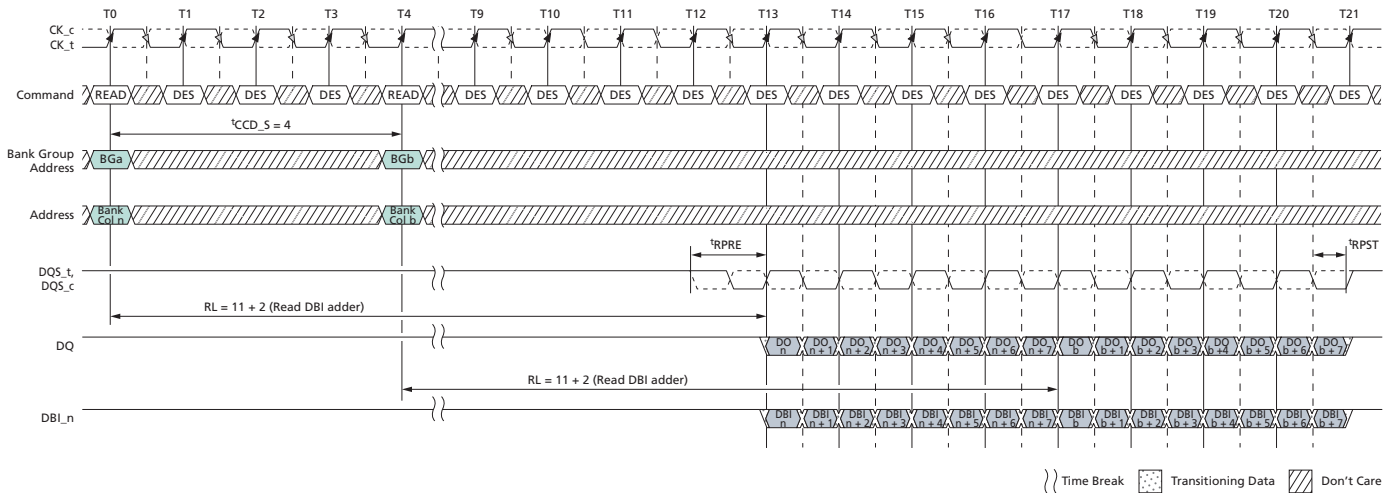 T0 T1 T2 T3 T4 T9 T10 T11 T12 T13 T14 T15 T16 T17 T18 T19 T20 T21
CK_c
CK_t
Command READ DES DES DES READ DES DES DES DES DES DES DES DES DES DES DES DES DES
tCCD_S = 4
Bank Group
Address
BGa BGb
Address
Bank
Col n
Bank
Col b
tRPRE tRPST
DQS_t,
DQS_c
RL = 11 + 2 (Read DBI adder)
DQ
DO
n
DO
n + 1
DO
n + 2
DO
n + 3
DO
n + 4
DO
n + 5
DO
n + 6
DO
n + 7
DO
b
DO
b + 1
DO
b + 2
DO
b + 3
DO
b +4
DO
b + 5
DO
b + 6
DO
b + 7
RL = 11 + 2 (Read DBI adder)
DBI_n
DBI
n
DBI
n + 1
DBI
n + 2
DBI
n + 3
DBI
n + 4
DBI
n + 5
DBI
n + 6
DBI
n + 7
DBI
b
DBI
b + 1
DBI
b + 2
DBI
b + 3
DBI
b + 4
DBI
b + 5
DBI
b + 6
DBI
b + 7
Time Break Transitioning Data Don't Care